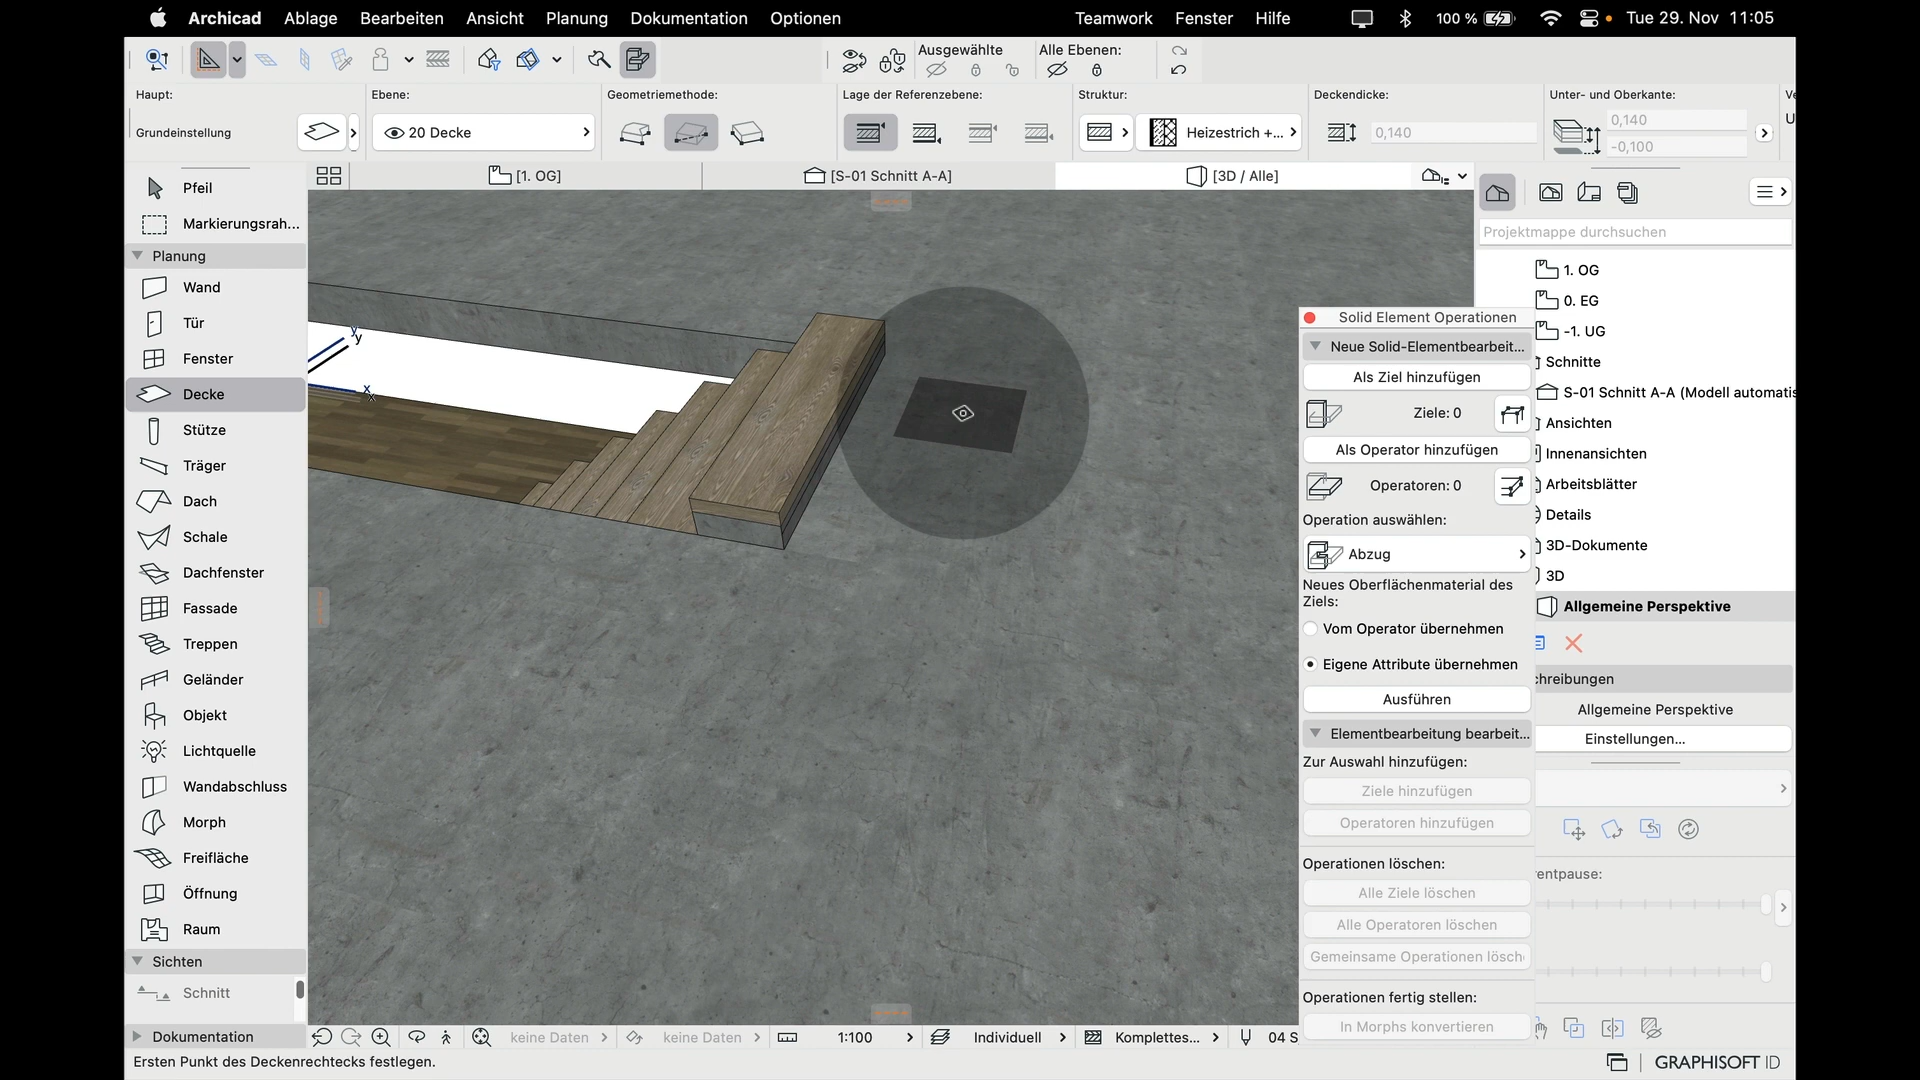 Archicad Ablage Bearbeiten Ansicht Planung Dokumentation Optionen Teamwork Fenster Hilfe 100 % Tue 29. Nov 11:05
Ausgewählte Alle Ebenen:
Haupt: Ebene: Geometriemethode: Lage der Referenzebene: Struktur: Deckendicke: Unter- und Oberkante:
Grundeinstellung 20 Decke Heizestrich +... 0,140 0,140
-0,100
[1. OG] [S-01 Schnitt A-A] [3D / Alle]
Pfeil
Markierungsrah...
Planung
Wand
Tür
Fenster
Decke
Stütze
Träger
Dach
Schale
Dachfenster
Fassade
Treppen
Geländer
Objekt
Lichtquelle
Wandabschluss
Morph
Freifläche
Öffnung
Raum
Sichten
Schnitt
Dokumentation
y
y
x
x
Solid Element Operationen
Neue Solid-Elementbearbeit...
Als Ziel hinzufügen
Ziele: 0
Als Operator hinzufügen
Operatoren: 0
Operation auswählen:
Abzug
Neues Oberflächenmaterial des
Ziels:
Vom Operator übernehmen
Eigene Attribute übernehmen
Ausführen
Elementbearbeitung bearbeit...
Zur Auswahl hinzufügen:
Ziele hinzufügen
Operatoren hinzufügen
Operationen löschen:
Alle Ziele löschen
Alle Operatoren löschen
Gemeinsame Operationen lösch
Operationen fertig stellen:
In Morphs konvertieren
Projektmappe durchsuchen
1. OG
0. EG
-1. UG
Schnitte
S-01 Schnitt A-A (Modell automatis
Ansichten
Innenansichten
Arbeitsblätter
Details
3D-Dokumente
3D
Allgemeine Perspektive
chreibungen
Allgemeine Perspektive
Einstellungen...
entpause:
keine Daten keine Daten 1:100 Individuell Komplettes... 04 S
Ersten Punkt des Deckenrechtecks festlegen. GRAPHISOFT ID